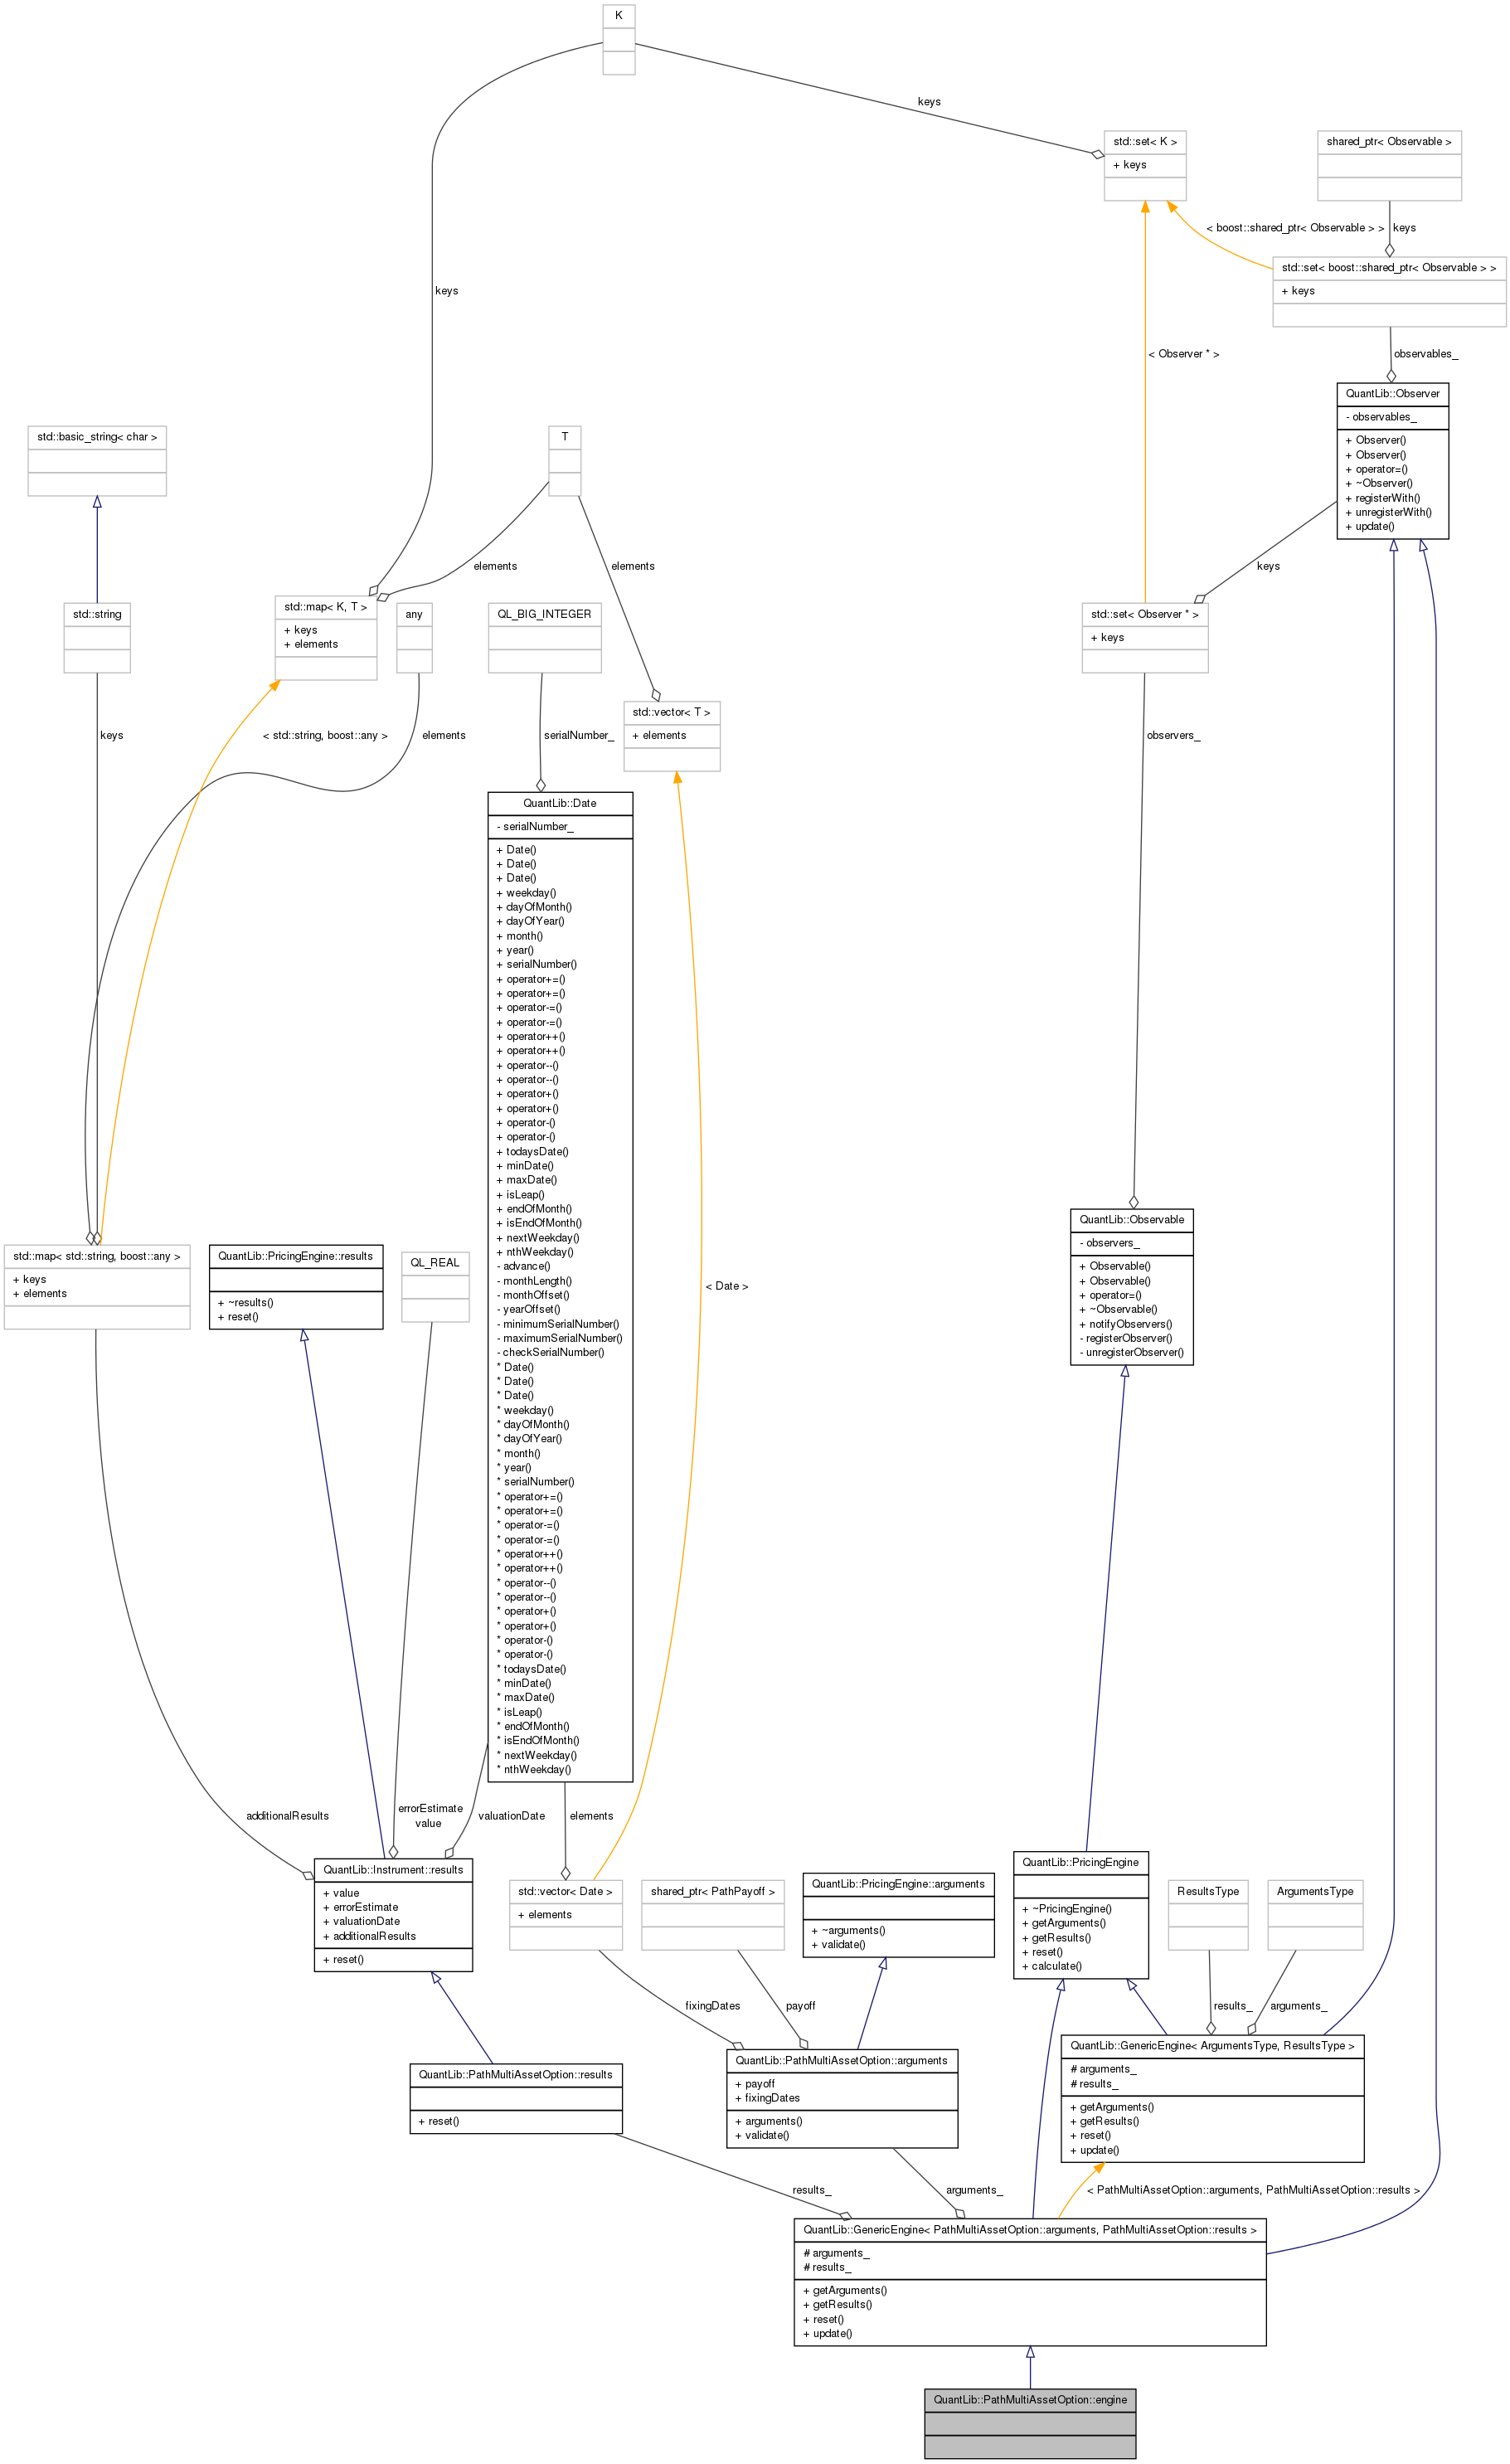 K
keys
std::set< K >
+ keys
shared_ptr< Observable >
< boost::shared_ptr< Observable > >
keys
std::set< boost::shared_ptr< Observable > >
+ keys
keys
< Observer * >
observables_
QuantLib::Observer
- observables_
+ Observer()
+ Observer()
+ operator=()
+ ~Observer()
+ registerWith()
+ unregisterWith()
+ update()
std::basic_string< char >
T
elements
elements
keys
std::string
std::map< K, T >
+ keys
+ elements
any
QL_BIG_INTEGER
std::set< Observer * >
+ keys
std::vector< T >
+ elements
keys
< std::string, boost::any >
elements
serialNumber_
observers_
QuantLib::Date
- serialNumber_
+ Date()
+ Date()
+ Date()
+ weekday()
+ dayOfMonth()
+ dayOfYear()
+ month()
+ year()
+ serialNumber()
+ operator+=()
+ operator+=()
+ operator-=()
+ operator-=()
+ operator++()
+ operator++()
+ operator--()
+ operator--()
+ operator+()
+ operator+()
+ operator-()
+ operator-()
+ todaysDate()
+ minDate()
+ maxDate()
+ isLeap()
+ endOfMonth()
+ isEndOfMonth()
+ nextWeekday()
+ nthWeekday()
- advance()
- monthLength()
- monthOffset()
- yearOffset()
- minimumSerialNumber()
- maximumSerialNumber()
- checkSerialNumber()
* Date()
* Date()
* Date()
* weekday()
* dayOfMonth()
* dayOfYear()
* month()
* year()
* serialNumber()
* operator+=()
* operator+=()
* operator-=()
* operator-=()
* operator++()
* operator++()
* operator--()
* operator--()
* operator+()
* operator+()
* operator-()
* operator-()
* todaysDate()
* minDate()
* maxDate()
* isLeap()
* endOfMonth()
* isEndOfMonth()
* nextWeekday()
* nthWeekday()
< Date >
QuantLib::Observable
- observers_
+ Observable()
+ Observable()
+ operator=()
+ ~Observable()
+ notifyObservers()
- registerObserver()
- unregisterObserver()
std::map< std::string, boost::any >
+ keys
+ elements
QuantLib::PricingEngine::results
+ ~results()
+ reset()
QL_REAL
additionalResults
errorEstimate
value
valuationDate
elements
QuantLib::Instrument::results
+ value
+ errorEstimate
+ valuationDate
+ additionalResults
+ reset()
std::vector< Date >
+ elements
shared_ptr< PathPayoff >
QuantLib::PricingEngine::arguments
+ ~arguments()
+ validate()
QuantLib::PricingEngine
+ ~PricingEngine()
+ getArguments()
+ getResults()
+ reset()
+ calculate()
ResultsType
ArgumentsType
fixingDates
payoff
results_
arguments_
QuantLib::PathMultiAssetOption::results
+ reset()
QuantLib::PathMultiAssetOption::arguments
+ payoff
+ fixingDates
+ arguments()
+ validate()
QuantLib::GenericEngine< ArgumentsType, ResultsType >
# arguments_
# results_
+ getArguments()
+ getResults()
+ reset()
+ update()
results_
arguments_
< PathMultiAssetOption::arguments, PathMultiAssetOption::results >
QuantLib::GenericEngine< PathMultiAssetOption::arguments, PathMultiAssetOption::results >
# arguments_
# results_
+ getArguments()
+ getResults()
+ reset()
+ update()
QuantLib::PathMultiAssetOption::engine